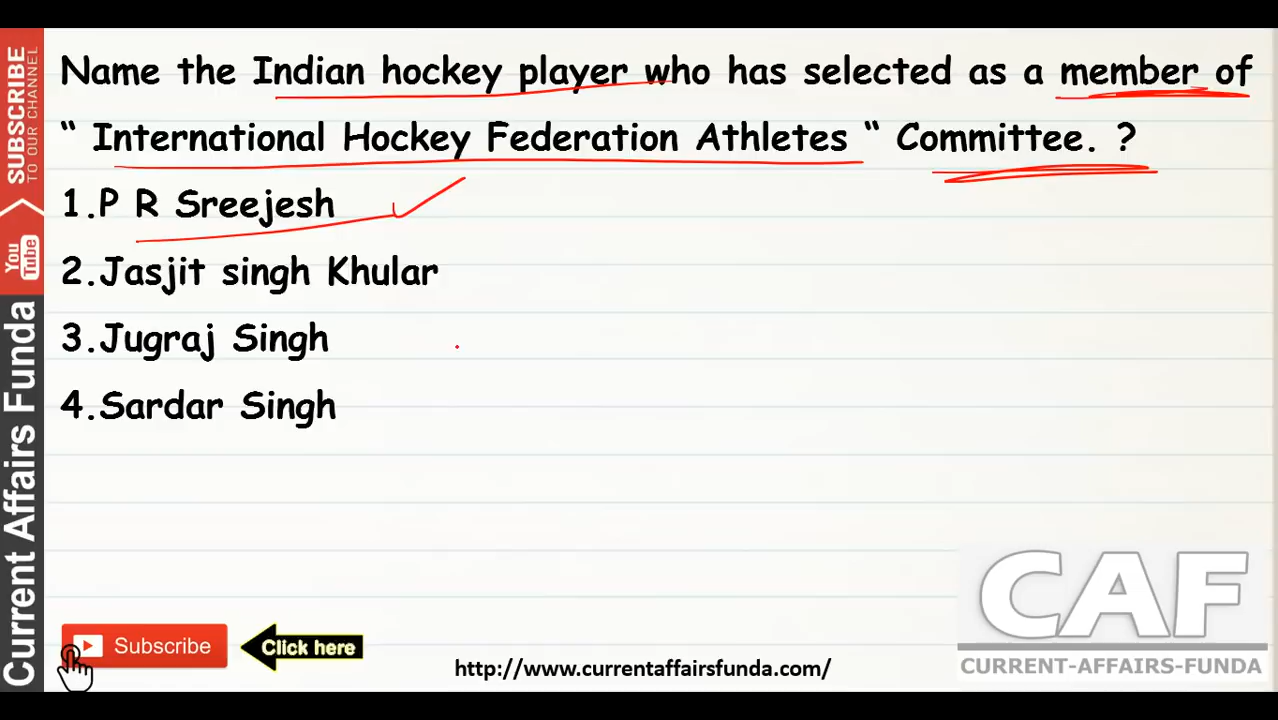 Name the Indian hockey player who has selected as a member of
“ International Hockey Federation Athletes “ Committee. ?
1.P R Sreejesh
2.Jasjit singh Khular
3.Jugraj Singh
4.Sardar Singh
SUBSCRIBE
TO OUR CHANNEL
You
Tube
Current Affairs Funda
Subscribe
Click here
http://www.currentaffairsfunda.com/
CAF
CURRENT-AFFAIRS-FUNDA